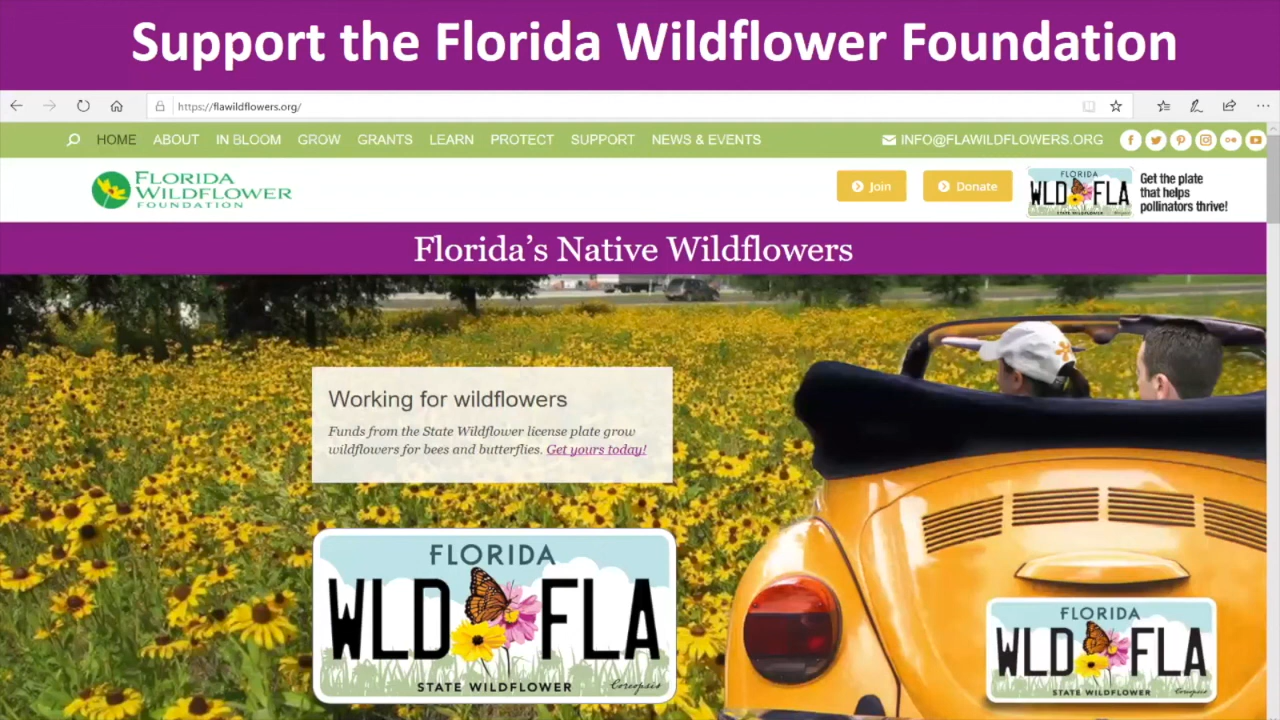 Support the Florida Wildflower Foundation
https://flawildflowers.org/
HOME ABOUT IN BLOOM GROW GRANTS LEARN PROTECT SUPPORT NEWS & EVENTS INFO@FLAWILDFLOWERS.ORG
FLORIDA
WILDFLOWER
FOUNDATION
Join Donate
FLORIDA
WLD FLA
STATE WILDFLOWER Coreopsis
Get the plate
that helps
pollinators thrive!
Florida's Native Wildflowers
Working for wildflowers
Funds from the State Wildflower license plate grow
wildflowers for bees and butterflies. Get yours today!
FLORIDA
WLD FLA
STATE WILDFLOWER Coreopsis
FLORIDA
WLD FLA
STATE WILDFLOWER Coreopsis